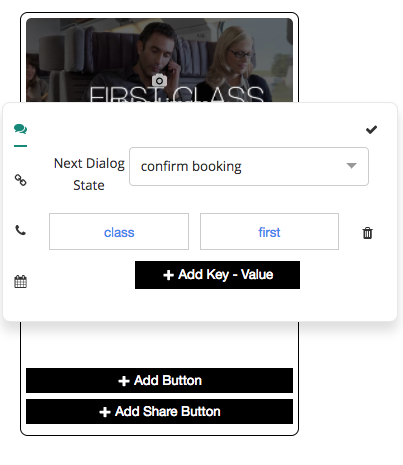 FIRST CLASS
Next Dialog
State
confirm booking
class
first
Add Key - Value
Add Button
Add Share Button